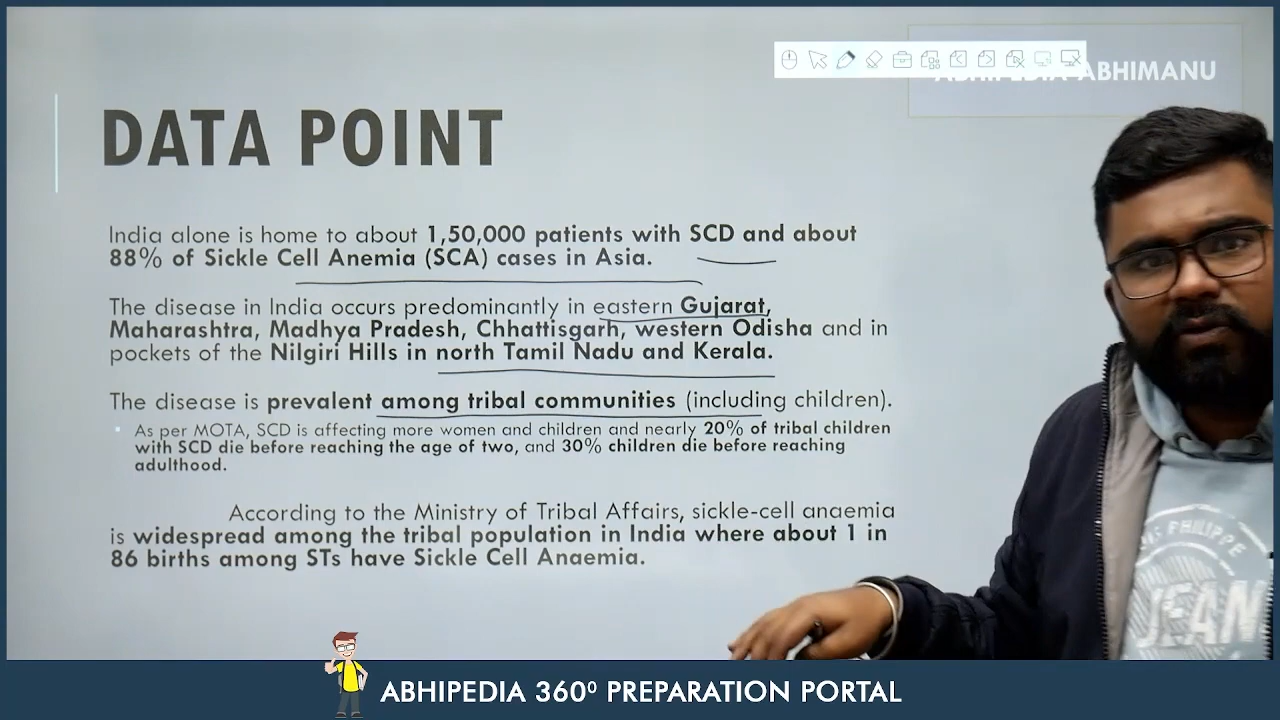 ABHIPEDIA-ABHIMANU
DATA POINT
India alone is home to about 1,50,000 patients with SCD and about
88% of Sickle Cell Anemia (SCA) cases in Asia.
The disease in India occurs predominantly in eastern Gujarat,
Maharashtra, Madhya Pradesh, Chhattisgarh, western Odisha and in
pockets of the Nilgiri Hills in north Tamil Nadu and Kerala.
The disease is prevalent among tribal communities (including children).
As per MOTA, SCD is affecting more women and children and nearly 20% of tribal children
with SCD die before reaching the age of two, and 30% children die before reaching
adulthood.
According to the Ministry of Tribal Affairs, sickle-cell anaemia
is widespread among the tribal population in India where about 1 in
86 births among STs have Sickle Cell Anaemia.
PHILIPPE
JEAN
ABHIPEDIA 360⁰ PREPARATION PORTAL